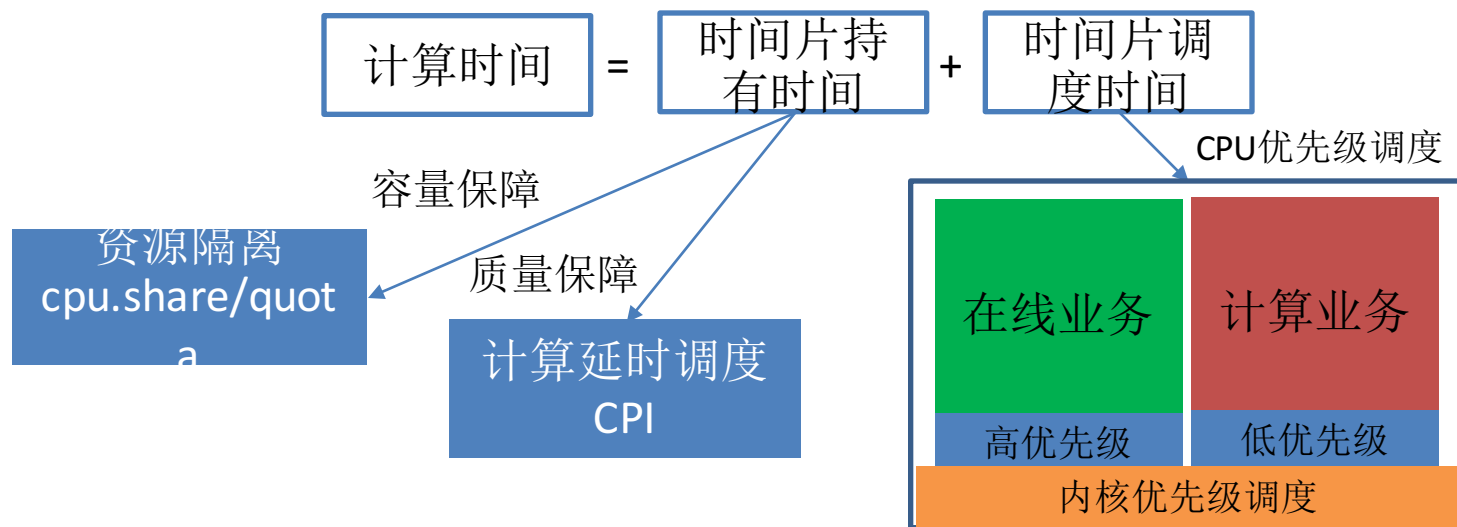 计算时间
=
时间片持
有时间
+
时间片调
度时间
CPU优先级调度
容量保障
资源隔离
cpu.share/quot
a
质量保障
计算延时调度
CPI
在线业务
计算业务
高优先级
低优先级
内核优先级调度